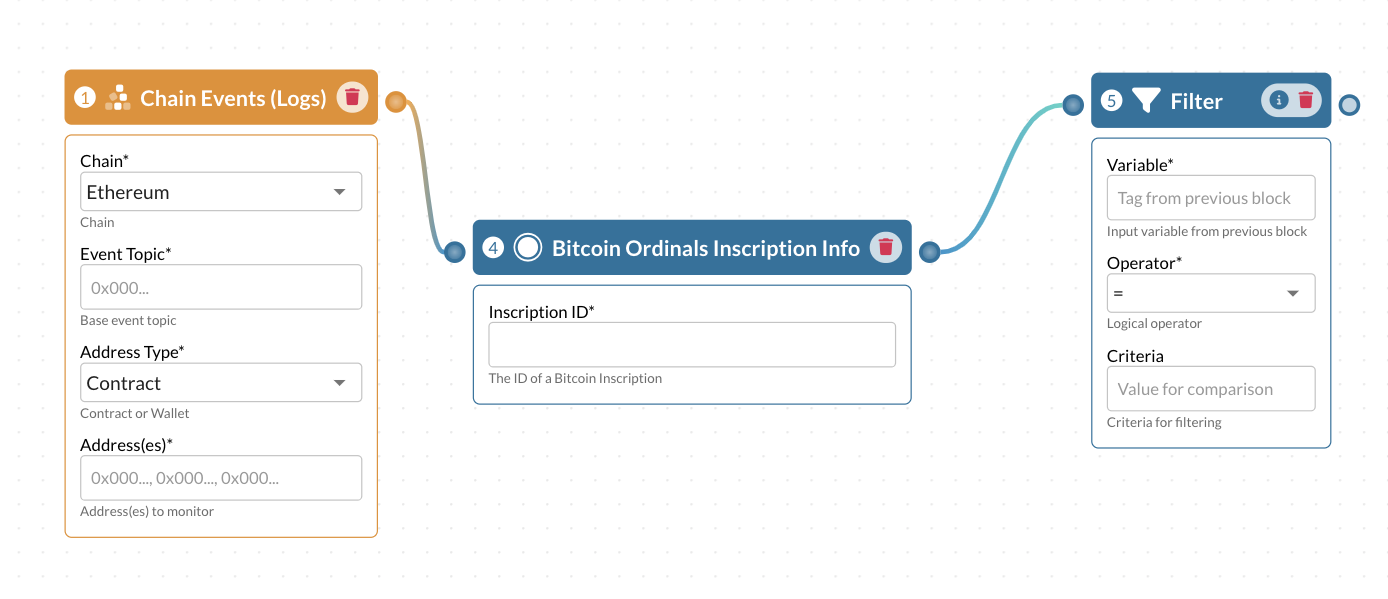 1 Chain Events (Logs)
Chain*
Ethereum
Chain
Event Topic*
0x000...
Base event topic
Address Type*
Contract
Contract or Wallet
Address(es)*
0x000..., 0x000..., 0x000...
Address(es) to monitor
4 Bitcoin Ordinals Inscription Info
Inscription ID*
The ID of a Bitcoin Inscription
5 Filter i
Variable*
Tag from previous block
Input variable from previous block
Operator*
=
Logical operator
Criteria
Value for comparison
Criteria for filtering